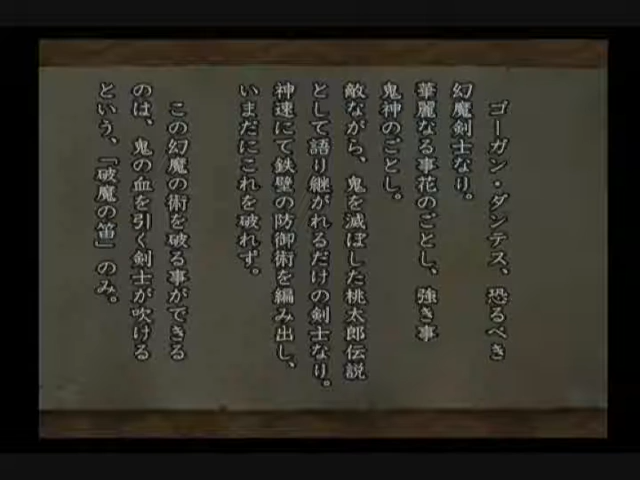 ゴーガン・ダンテス、恐るべき
幻魔剣士なり。
華麗なる事花のごとし、強き事
鬼神のごとし。
敵ながら、鬼を滅ぼした桃太郎伝説
として語り継がれるだけの剣士なり。
神速にて鉄壁の防御術を編み出し、
いまだにこれを破れず。
この幻魔の術を破る事ができる
のは、鬼の血を引く剣士が吹ける
という、「破魔の笛」のみ。